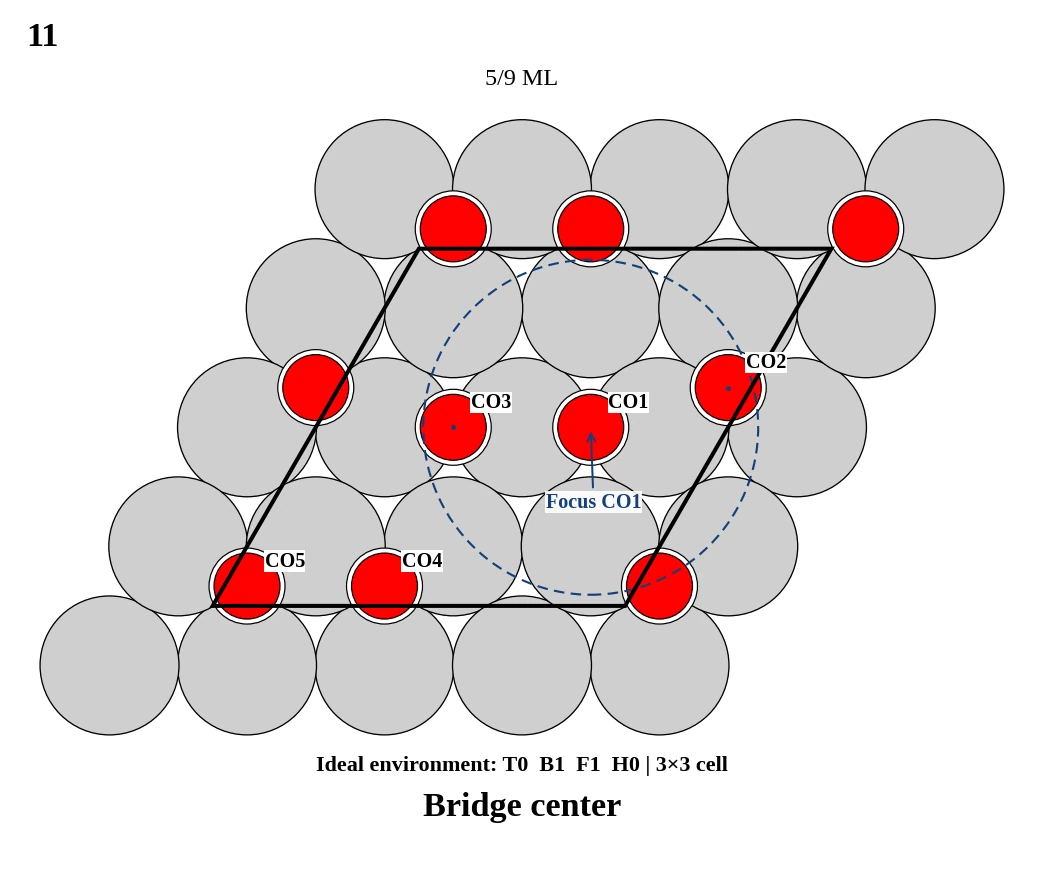 11
5/9 ML
CO2
CO3
CO1
Focus CO1
CO5
CO4
Ideal environment: T0 B1 F1 H0 | 3×3 cell
Bridge center